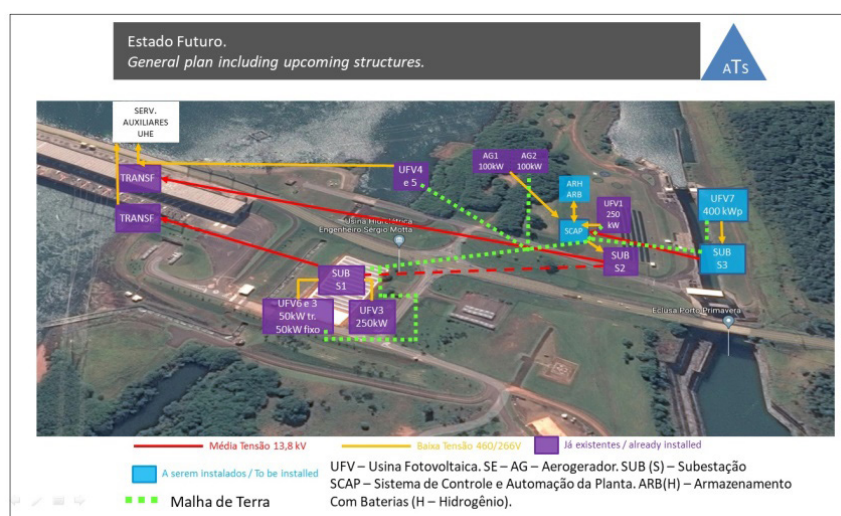 Estado Futuro.
General plan including upcoming structures.
ATS
SERV.
AUXILIARES
UHE
TRANSF
TRANSF
UFV4
e 5
AG1
100kW
AG2
100kW
ARH
ARB
UFV1
250
kW
SCAP
UFV7
400 kWp
SUB
S2
SUB
S3
Usina Hidrelétrica
Engenheiro Sérgio Motta
SUB
S1
UFV6 e 3
50kW tr.
50kW fixo
UFV3
250kW
Eclusa Porto Primavera
Média Tensão 13,8 kV
Baixa Tensão 460/266V
Já existentes / already installed
A serem instalados / To be installed
UFV – Usina Fotovoltaica. SE – AG – Aerogerador. SUB (S) – Subestação
SCAP – Sistema de Controle e Automação da Planta. ARB(H) – Armazenamento
Com Baterias (H – Hidrogênio).
Malha de Terra